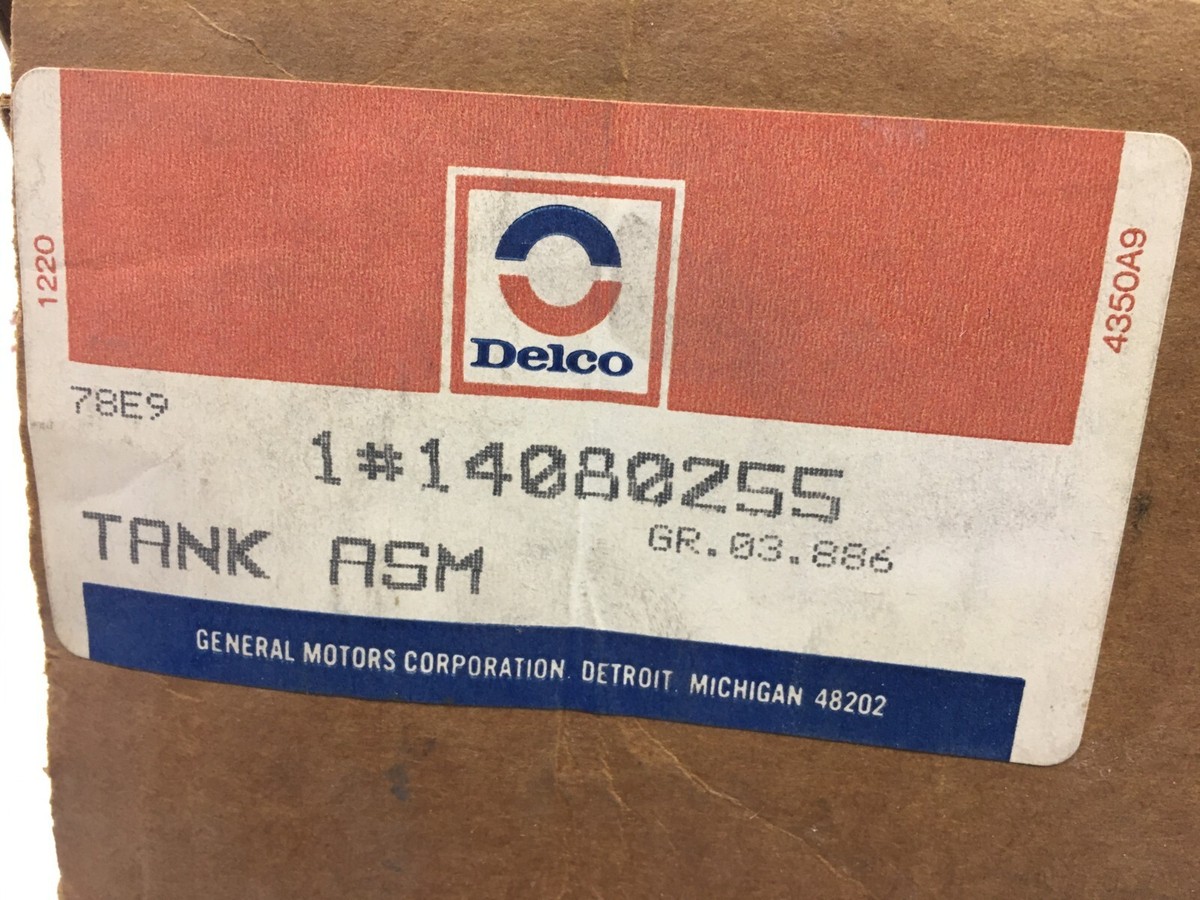 1220
4350A9
Delco
78E9
1#14080255
TANK ASM
GR.03.886
GENERAL MOTORS CORPORATION DETROIT MICHIGAN 48202